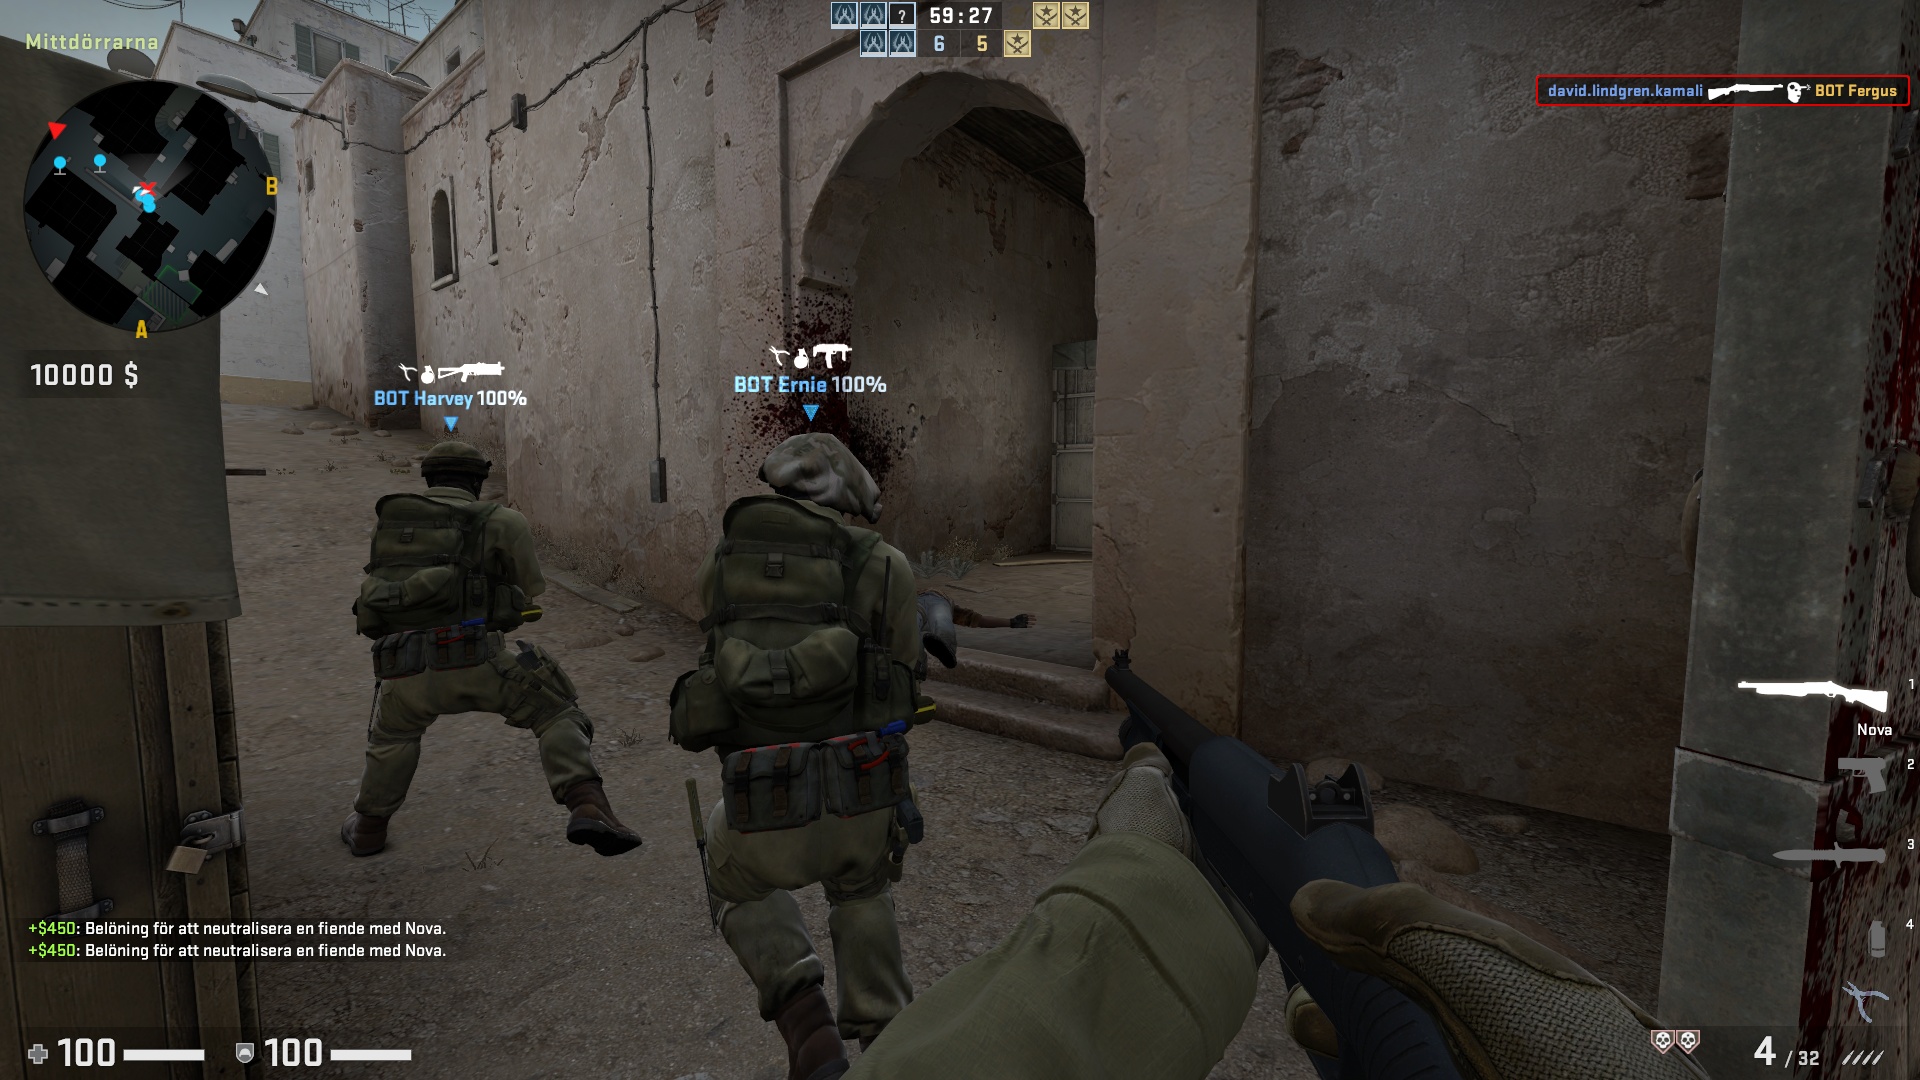 Mittdörrarna
? 59:27
6 5
david.lindgren.kamali BOT Fergus
B
A
10000 $
BOT Harvey 100%
BOT Ernie 100%
1
Nova
2
3
4
+$450: Belöning för att neutralisera en fiende med Nova.
+$450: Belöning för att neutralisera en fiende med Nova.
100 100
4 / 32